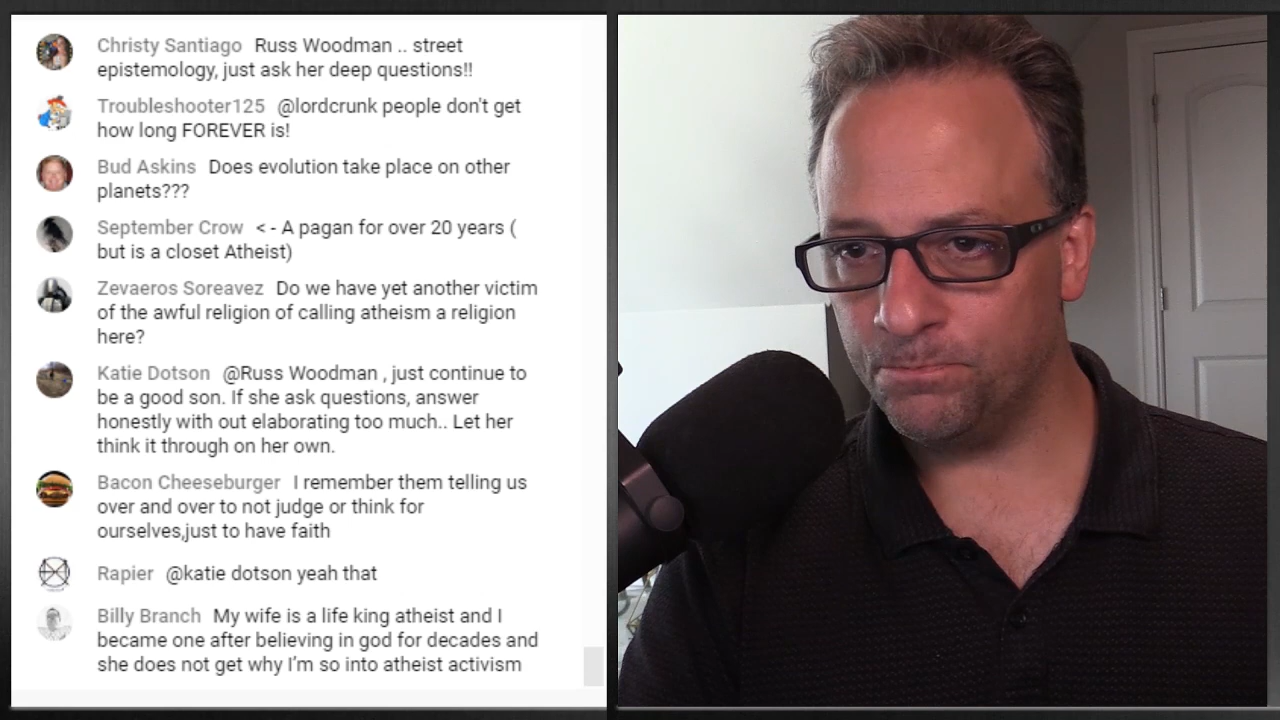 Christy Santiago Russ Woodman .. street
epistemology, just ask her deep questions!!
Troubleshooter125 @lordcrunk people don't get
how long FOREVER is!
Bud Askins Does evolution take place on other
planets???
September Crow < - A pagan for over 20 years (
but is a closet Atheist)
Zevaeros Soreavez Do we have yet another victim
of the awful religion of calling atheism a religion
here?
Katie Dotson @Russ Woodman , just continue to
be a good son. If she ask questions, answer
honestly with out elaborating too much.. Let her
think it through on her own.
Bacon Cheeseburger I remember them telling us
over and over to not judge or think for
ourselves,just to have faith
Rapier @katie dotson yeah that
Billy Branch My wife is a life king atheist and I
became one after believing in god for decades and
she does not get why I'm so into atheist activism